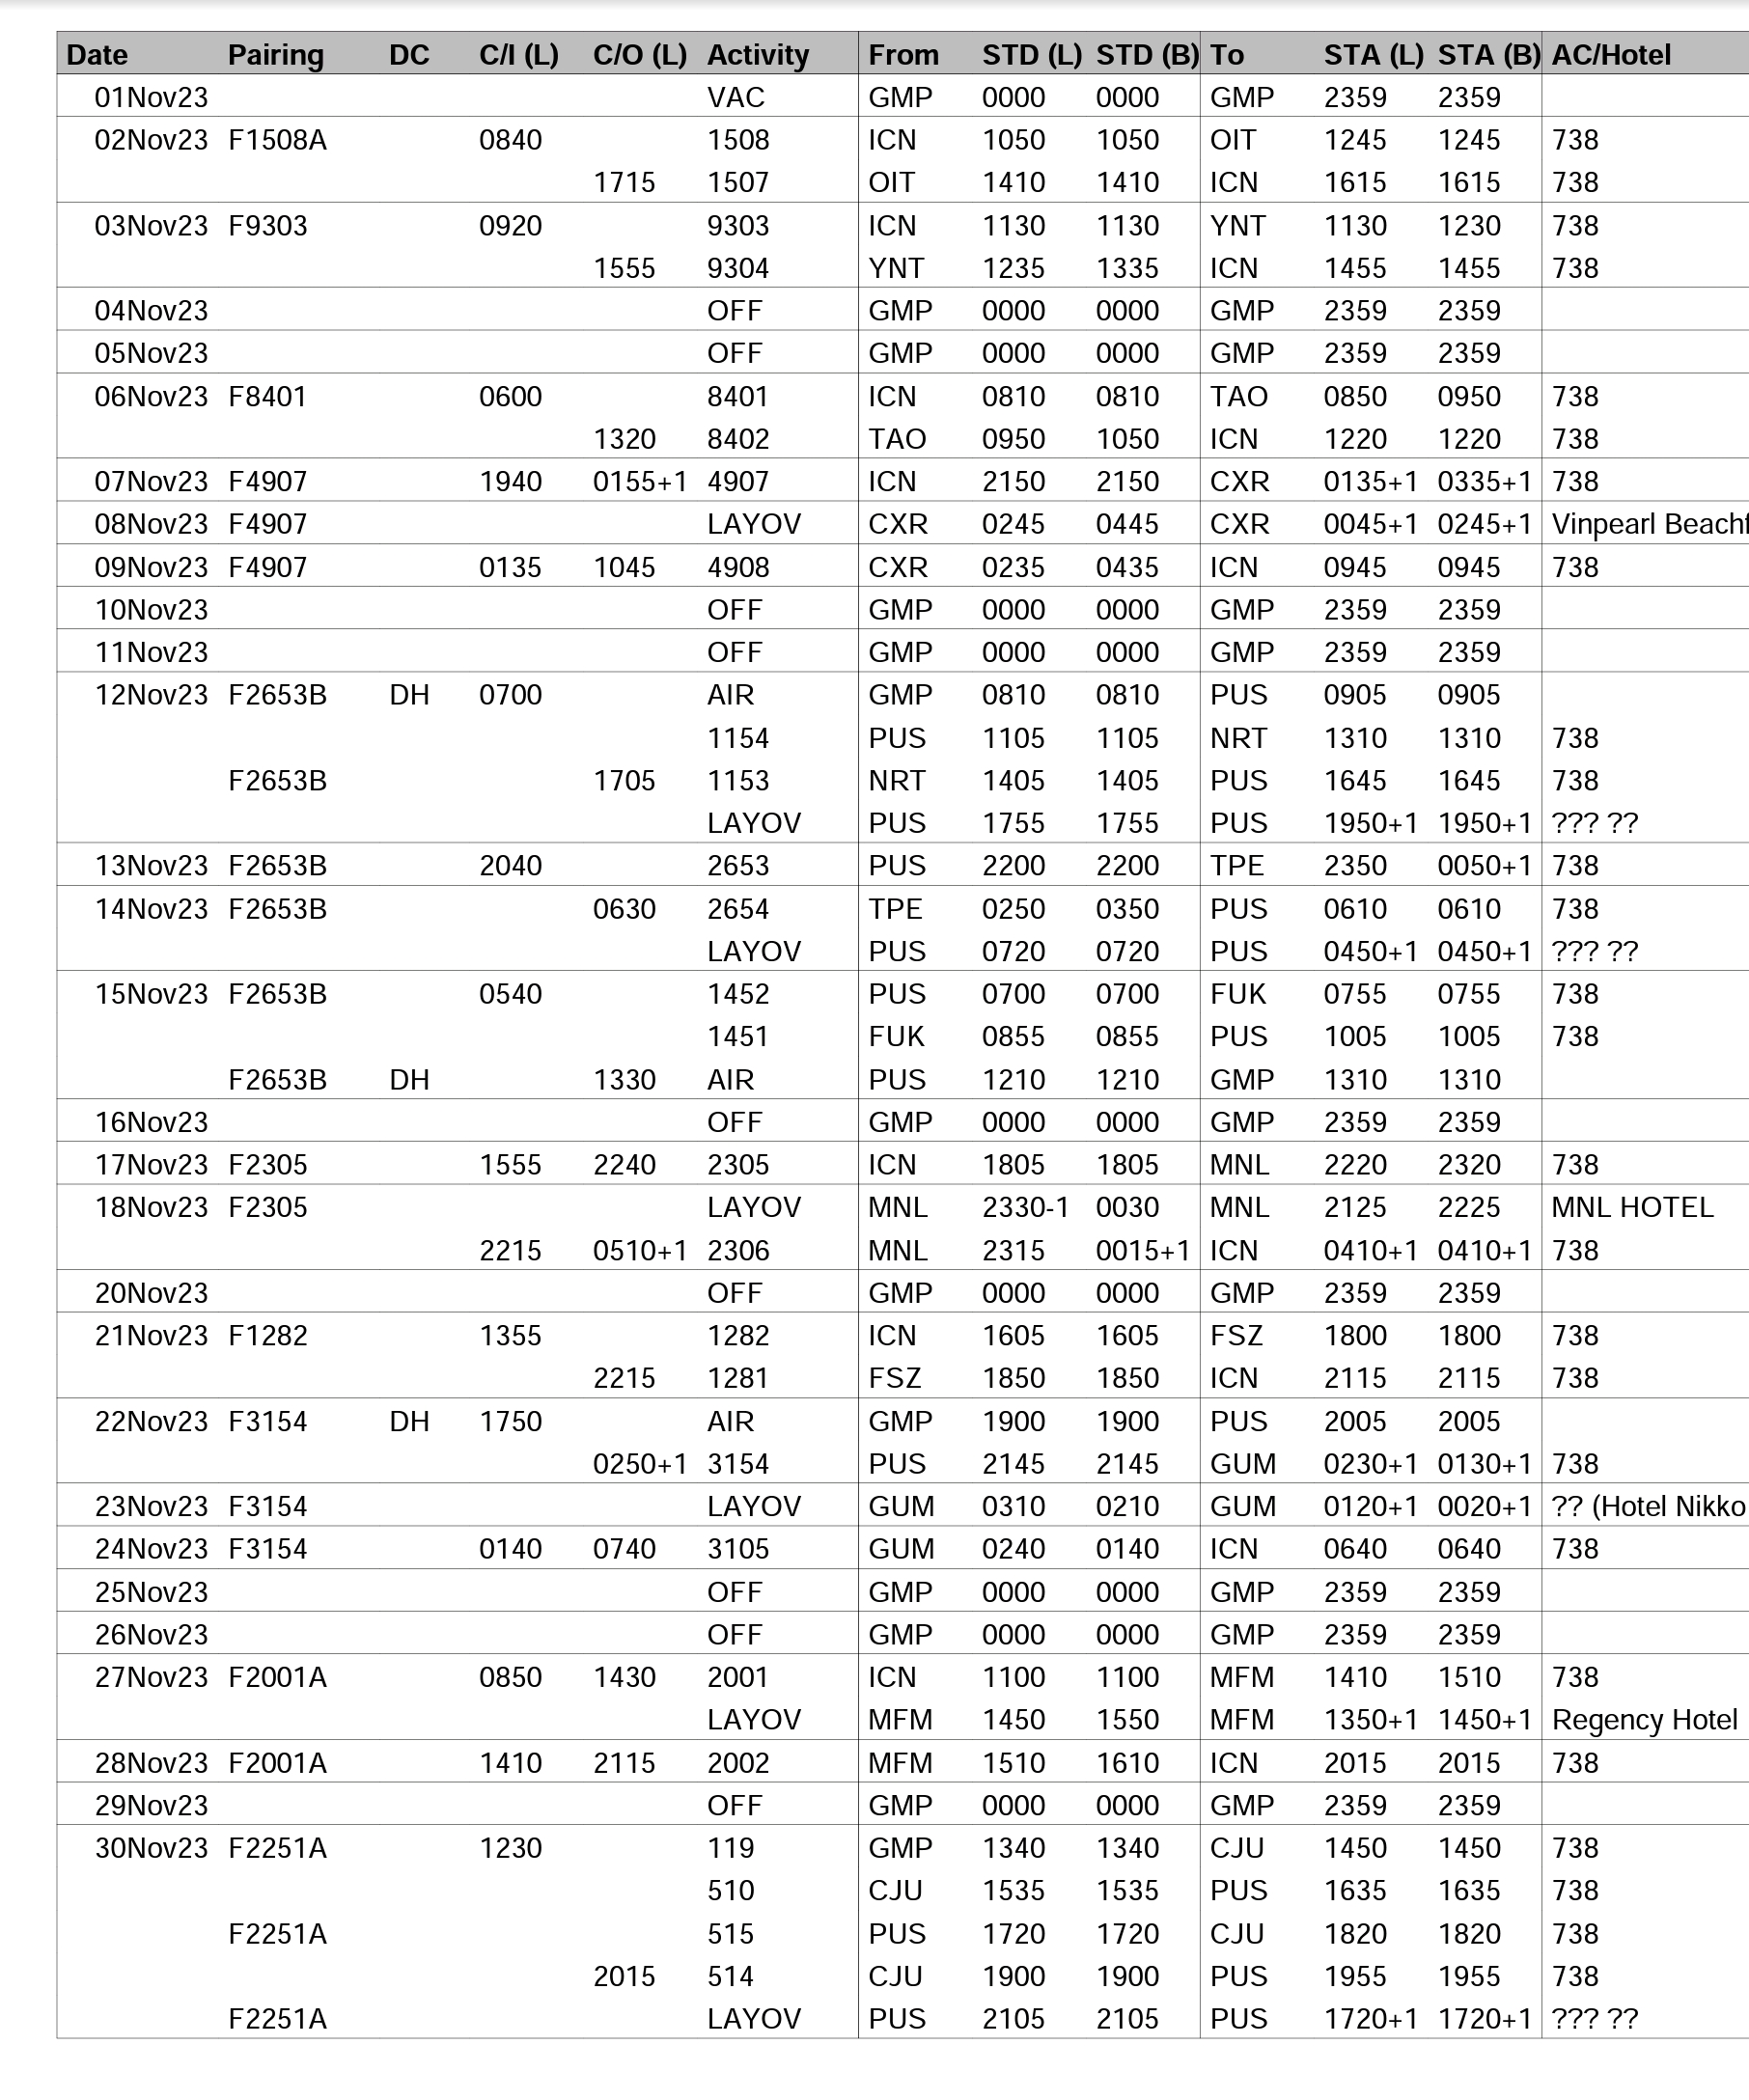 Date Pairing DC C/I (L) C/O (L) Activity From STD (L) STD (B) To STA (L) STA (B) AC/Hotel
01Nov23 VAC GMP 0000 0000 GMP 2359 2359
02Nov23 F1508A 0840 1508 ICN 1050 1050 OIT 1245 1245 738
1715 1507 OIT 1410 1410 ICN 1615 1615 738
03Nov23 F9303 0920 9303 ICN 1130 1130 YNT 1130 1230 738
1555 9304 YNT 1235 1335 ICN 1455 1455 738
04Nov23 OFF GMP 0000 0000 GMP 2359 2359
05Nov23 OFF GMP 0000 0000 GMP 2359 2359
06Nov23 F8401 0600 8401 ICN 0810 0810 TAO 0850 0950 738
1320 8402 TAO 0950 1050 ICN 1220 1220 738
07Nov23 F4907 1940 0155+1 4907 ICN 2150 2150 CXR 0135+1 0335+1 738
08Nov23 F4907 LAYOV CXR 0245 0445 CXR 0045+1 0245+1 Vinpearl Beachf
09Nov23 F4907 0135 1045 4908 CXR 0235 0435 ICN 0945 0945 738
10Nov23 OFF GMP 0000 0000 GMP 2359 2359
11Nov23 OFF GMP 0000 0000 GMP 2359 2359
12Nov23 F2653B DH 0700 AIR GMP 0810 0810 PUS 0905 0905
1154 PUS 1105 1105 NRT 1310 1310 738
F2653B 1705 1153 NRT 1405 1405 PUS 1645 1645 738
LAYOV PUS 1755 1755 PUS 1950+1 1950+1 ??? ??
13Nov23 F2653B 2040 2653 PUS 2200 2200 TPE 2350 0050+1 738
14Nov23 F2653B 0630 2654 TPE 0250 0350 PUS 0610 0610 738
LAYOV PUS 0720 0720 PUS 0450+1 0450+1 ??? ??
15Nov23 F2653B 0540 1452 PUS 0700 0700 FUK 0755 0755 738
1451 FUK 0855 0855 PUS 1005 1005 738
F2653B DH 1330 AIR PUS 1210 1210 GMP 1310 1310
16Nov23 OFF GMP 0000 0000 GMP 2359 2359
17Nov23 F2305 1555 2240 2305 ICN 1805 1805 MNL 2220 2320 738
18Nov23 F2305 LAYOV MNL 2330-1 0030 MNL 2125 2225 MNL HOTEL
2215 0510+1 2306 MNL 2315 0015+1 ICN 0410+1 0410+1 738
20Nov23 OFF GMP 0000 0000 GMP 2359 2359
21Nov23 F1282 1355 1282 ICN 1605 1605 FSZ 1800 1800 738
2215 1281 FSZ 1850 1850 ICN 2115 2115 738
22Nov23 F3154 DH 1750 AIR GMP 1900 1900 PUS 2005 2005
0250+1 3154 PUS 2145 2145 GUM 0230+1 0130+1 738
23Nov23 F3154 LAYOV GUM 0310 0210 GUM 0120+1 0020+1 ?? (Hotel Nikko
24Nov23 F3154 0140 0740 3105 GUM 0240 0140 ICN 0640 0640 738
25Nov23 OFF GMP 0000 0000 GMP 2359 2359
26Nov23 OFF GMP 0000 0000 GMP 2359 2359
27Nov23 F2001A 0850 1430 2001 ICN 1100 1100 MFM 1410 1510 738
LAYOV MFM 1450 1550 MFM 1350+1 1450+1 Regency Hotel
28Nov23 F2001A 1410 2115 2002 MFM 1510 1610 ICN 2015 2015 738
29Nov23 OFF GMP 0000 0000 GMP 2359 2359
30Nov23 F2251A 1230 119 GMP 1340 1340 CJU 1450 1450 738
510 CJU 1535 1535 PUS 1635 1635 738
F2251A 515 PUS 1720 1720 CJU 1820 1820 738
2015 514 CJU 1900 1900 PUS 1955 1955 738
F2251A LAYOV PUS 2105 2105 PUS 1720+1 1720+1 ??? ??